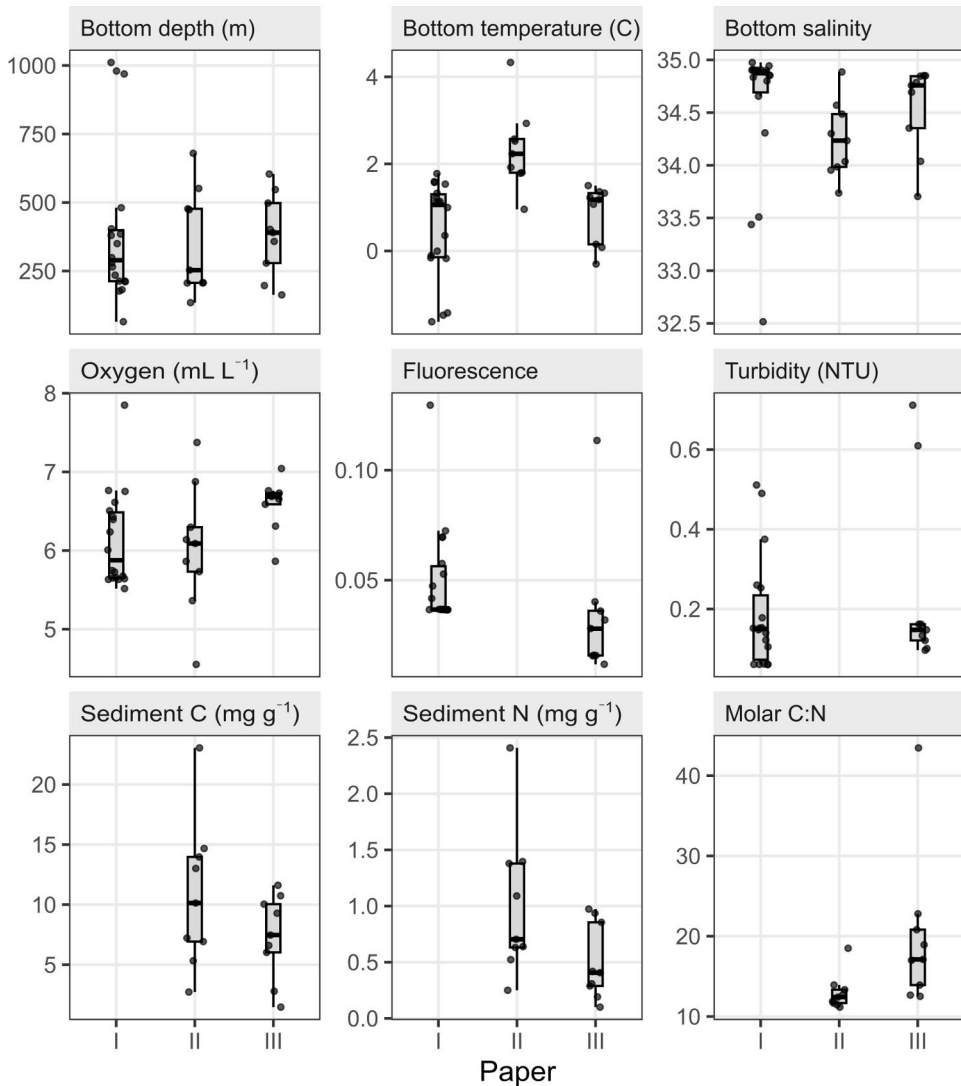 Bottom depth (m)
Bottom temperature (C)
Bottom salinity
1000
750
500
250
4
2
0
35.0
34.5
34.0
33.5
33.0
32.5
Oxygen (mL L⁻¹)
Fluorescence
Turbidity (NTU)
8
7
6
5
0.10
0.05
0.6
0.4
0.2
Sediment C (mg g⁻¹)
Sediment N (mg g⁻¹)
Molar C:N
20
15
10
5
2.5
2.0
1.5
1.0
0.5
0.0
40
30
20
10
I II III
I II III
I II III
Paper